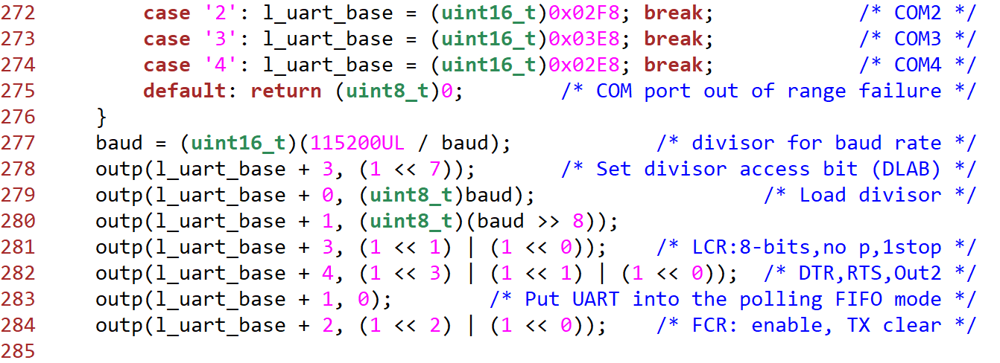 272         case '2': l_uart_base = (uint16_t)0x02F8; break;            /* COM2 */
273         case '3': l_uart_base = (uint16_t)0x03E8; break;            /* COM3 */
274         case '4': l_uart_base = (uint16_t)0x02E8; break;            /* COM4 */
275         default: return (uint8_t)0;        /* COM port out of range failure */
276     }
277     baud = (uint16_t)(115200UL / baud);            /* divisor for baud rate */
278     outp(l_uart_base + 3, (1 << 7));       /* Set divisor access bit (DLAB) */
279     outp(l_uart_base + 0, (uint8_t)baud);                   /* Load divisor */
280     outp(l_uart_base + 1, (uint8_t)(baud >> 8));
281     outp(l_uart_base + 3, (1 << 1) | (1 << 0));    /* LCR:8-bits,no p,1stop */
282     outp(l_uart_base + 4, (1 << 3) | (1 << 1) | (1 << 0));  /* DTR,RTS,Out2 */
283     outp(l_uart_base + 1, 0);        /* Put UART into the polling FIFO mode */
284     outp(l_uart_base + 2, (1 << 2) | (1 << 0));    /* FCR: enable, TX clear */
285